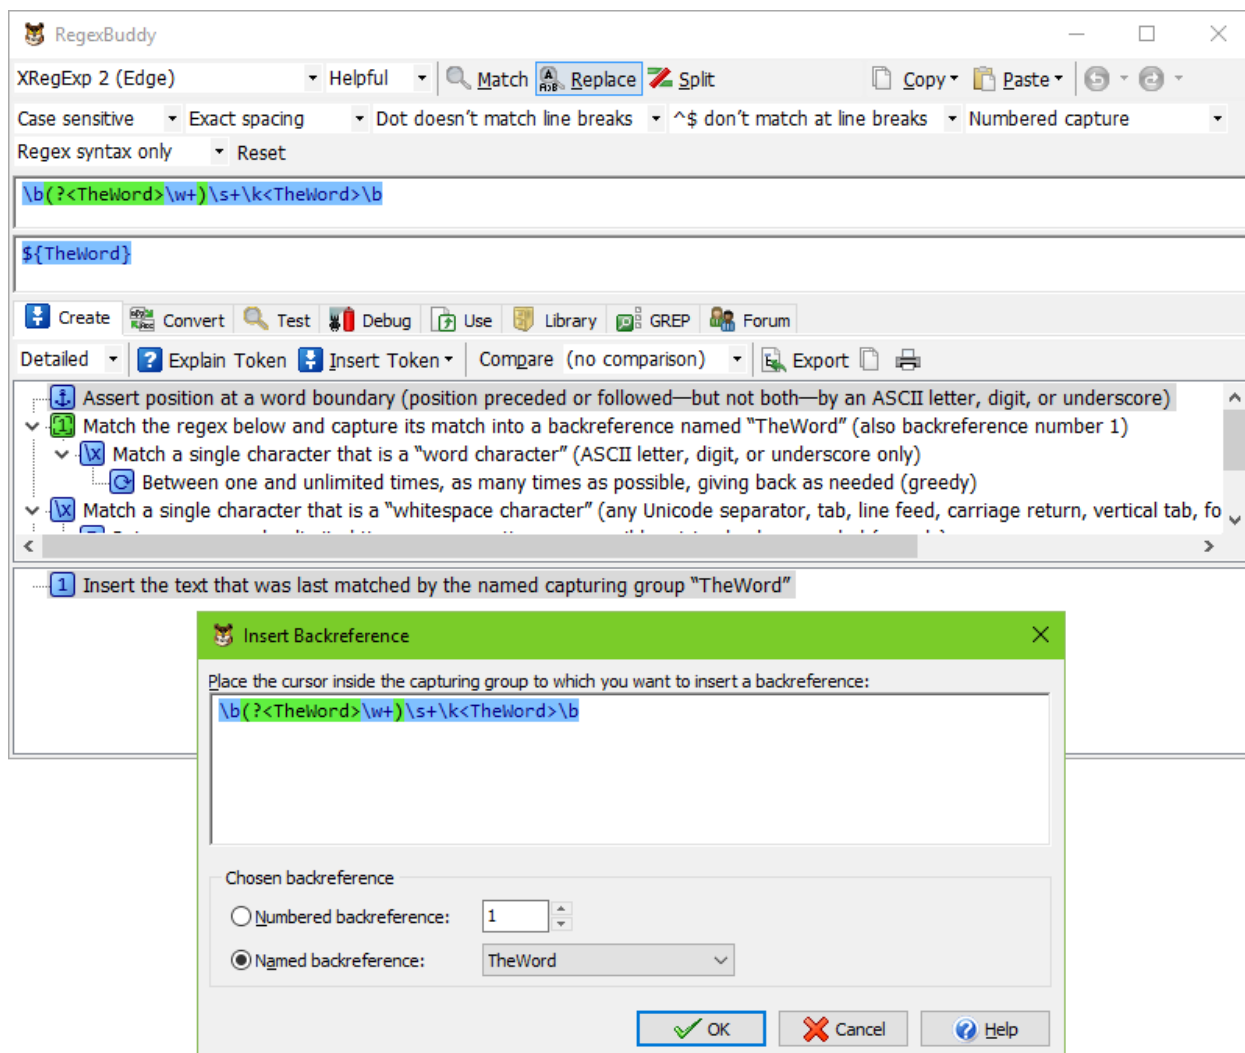 RegexBuddy
XRegExp 2 (Edge) Helpful Match Replace Split Copy Paste
Case sensitive Exact spacing Dot doesn't match line breaks ^$ don't match at line breaks Numbered capture
Regex syntax only Reset
\b(?<TheWord>\w+)\s+\k<TheWord>\b
${TheWord}
Create Convert Test Debug Use Library GREP Forum
Detailed Explain Token Insert Token Compare (no comparison) Export
Assert position at a word boundary (position preceded or followed—but not both—by an ASCII letter, digit, or underscore)
Match the regex below and capture its match into a backreference named “TheWord” (also backreference number 1)
Match a single character that is a “word character” (ASCII letter, digit, or underscore only)
Between one and unlimited times, as many times as possible, giving back as needed (greedy)
Match a single character that is a “whitespace character” (any Unicode separator, tab, line feed, carriage return, vertical tab, fo
1 Insert the text that was last matched by the named capturing group “TheWord”
Insert Backreference
Place the cursor inside the capturing group to which you want to insert a backreference:
\b(?<TheWord>\w+)\s+\k<TheWord>\b
Chosen backreference
Numbered backreference: 1
Named backreference: TheWord
OK Cancel Help